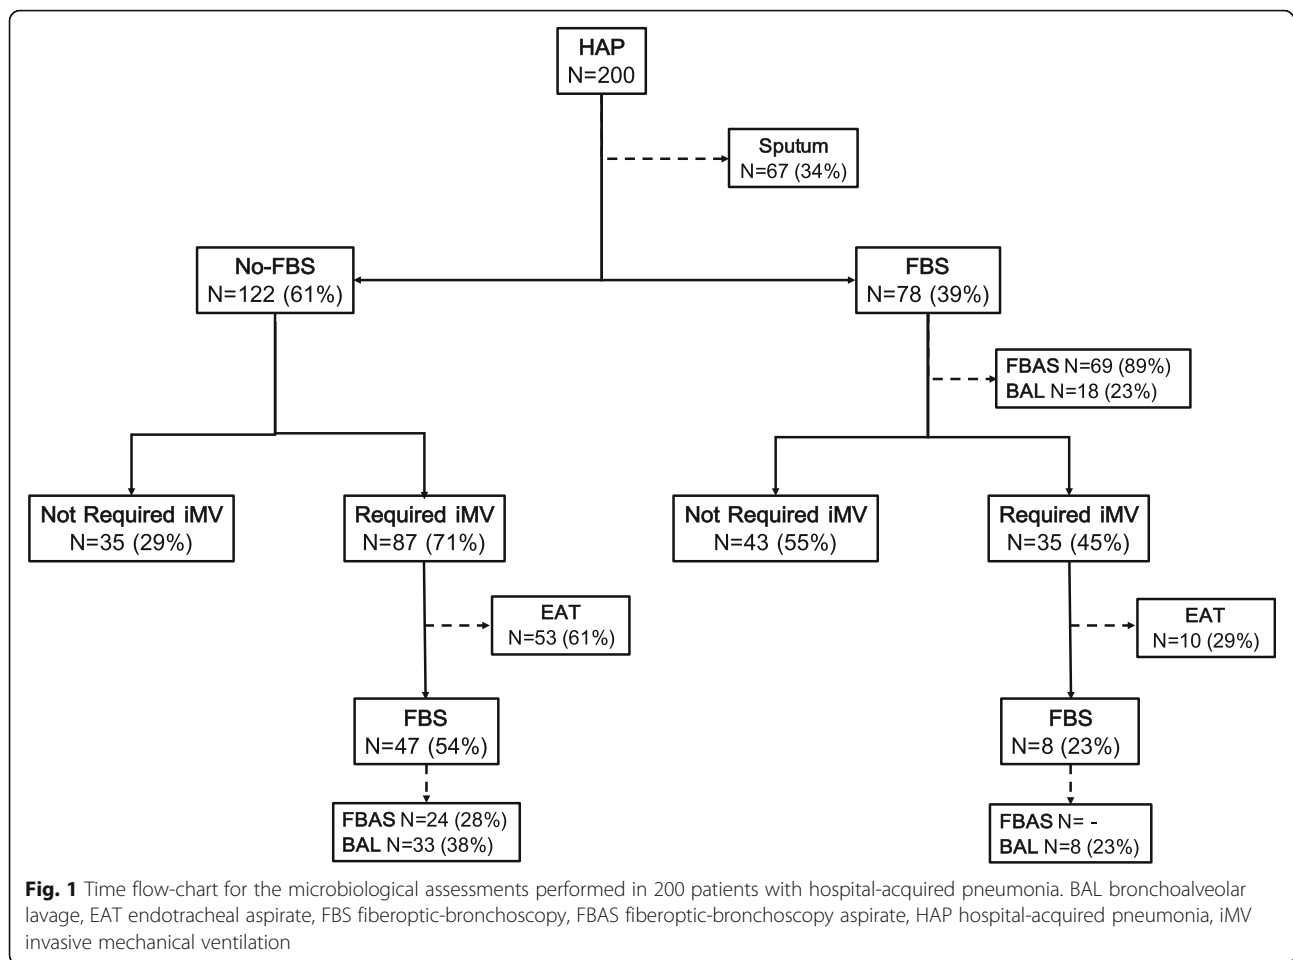 HAP
N=200
Sputum
N=67 (34%)
No-FBS
N=122 (61%)
FBS
N=78 (39%)
FBAS N=69 (89%)
BAL N=18 (23%)
Not Required iMV
N=35 (29%)
Required iMV
N=87 (71%)
Not Required iMV
N=43 (55%)
Required iMV
N=35 (45%)
EAT
N=53 (61%)
EAT
N=10 (29%)
FBS
N=47 (54%)
FBS
N=8 (23%)
FBAS N=24 (28%)
BAL N=33 (38%)
FBAS N= -
BAL N=8 (23%)
Fig. 1 Time flow-chart for the microbiological assessments performed in 200 patients with hospital-acquired pneumonia. BAL bronchoalveolar
lavage, EAT endotracheal aspirate, FBS fiberoptic-bronchoscopy, FBAS fiberoptic-bronchoscopy aspirate, HAP hospital-acquired pneumonia, iMV
invasive mechanical ventilation